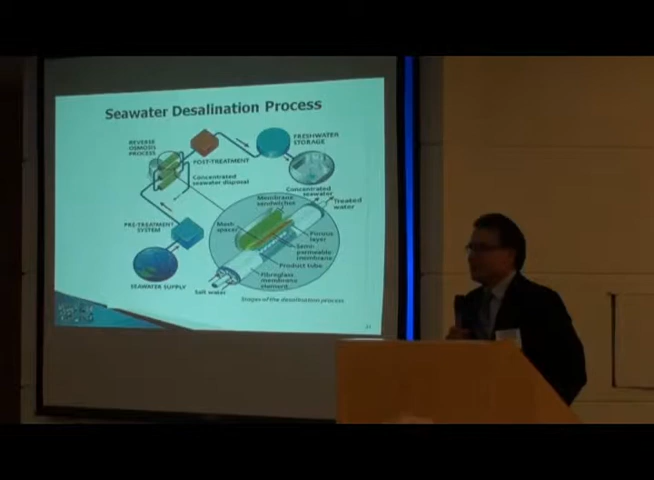 Seawater Desalination Process
REVERSE
OSMOSIS
PROCESS
POST-TREATMENT
FRESHWATER
STORAGE
Concentrated
seawater disposal
Concentrated
seawater
Membrane
sandwiches
Treated
water
PRE-TREATMENT
SYSTEM
Mesh
spacer
Porous
layer
Semi-
permeable
membrane
Product tube
Fibreglass
membrane
element
SEAWATER SUPPLY
Salt water
Stages of the desalination process